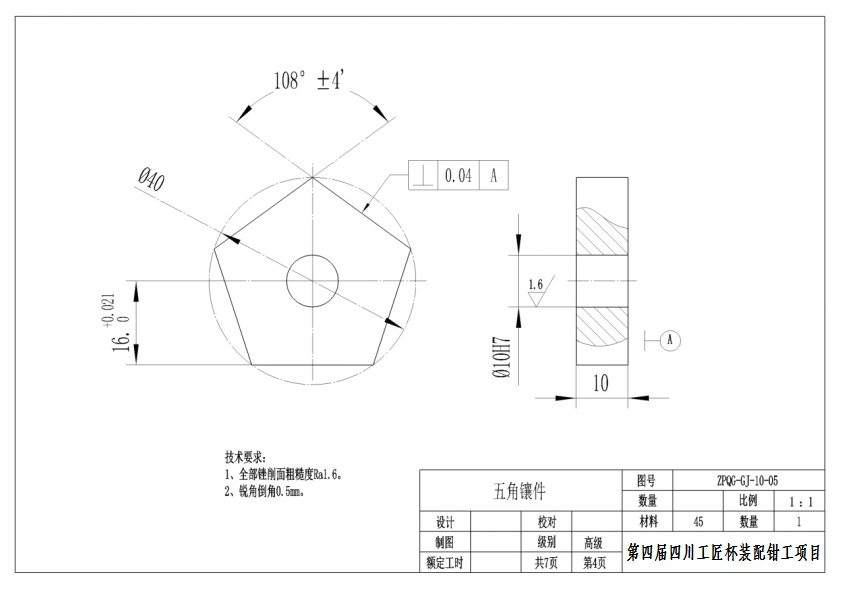 108° ±4'
Ø40
⊥ 0.04 A
+0.021
16. 0
1.6
Ø10H7
A
10
技术要求:
1、全部锉削面粗糙度Ra1.6。
2、锐角倒角0.5mm。
五角镶件
图号 ZPQG-GJ-10-05
数量 比例 1:1
设计 校对 材料 45 数量 1
制图 级别 高级
额定工时 共7页 第4页
第四届四川工匠杯装配钳工项目